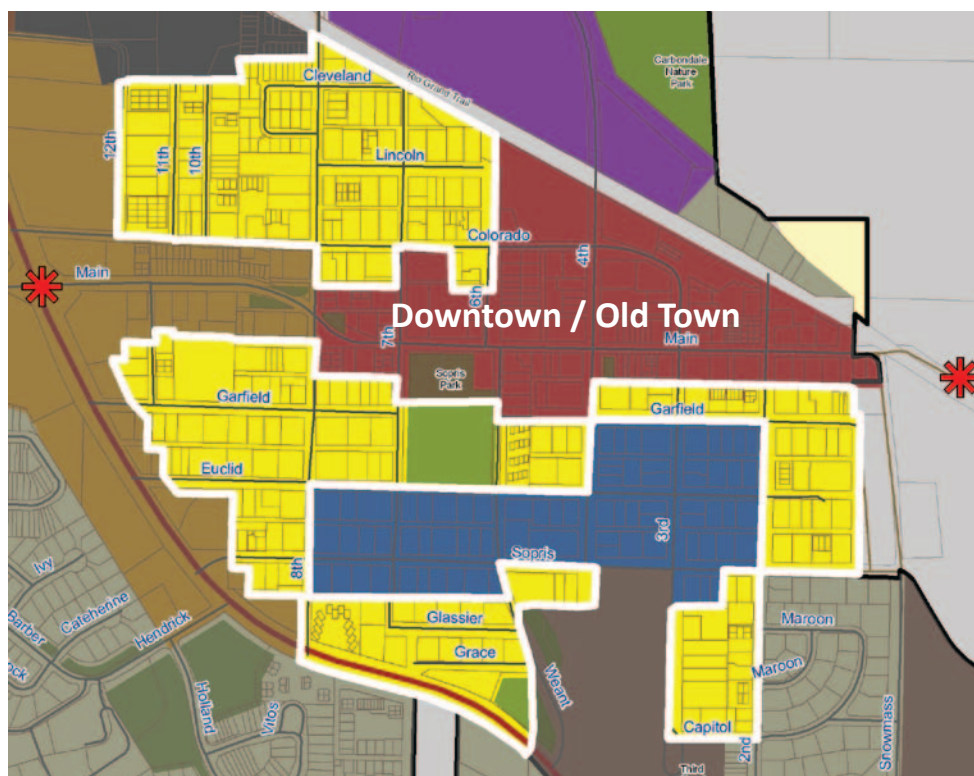 Cleveland
Rio Grand Trail
Carbondale
Nature
Park
12th
11th
10th
Lincoln
Colorado
4th
Main
6th
Downtown / Old Town
7th
Main
Sopris
Park
Garfield
Garfield
Euclid
3rd
Sopris
8th
Ivy
Cateherine
Barber
Hendrick
Glassier
Grace
Maroon
Maroon
Weant
Holland
Vitos
Capitol
2nd
Snowmass
Third